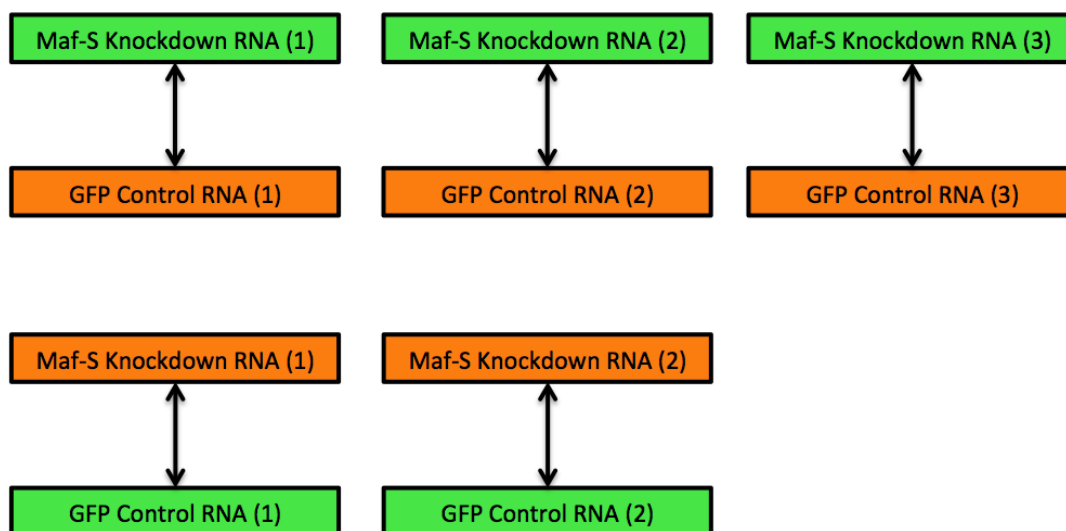 Maf-S Knockdown RNA (1)
Maf-S Knockdown RNA (2)
Maf-S Knockdown RNA (3)
GFP Control RNA (1)
GFP Control RNA (2)
GFP Control RNA (3)
Maf-S Knockdown RNA (1)
Maf-S Knockdown RNA (2)
GFP Control RNA (1)
GFP Control RNA (2)